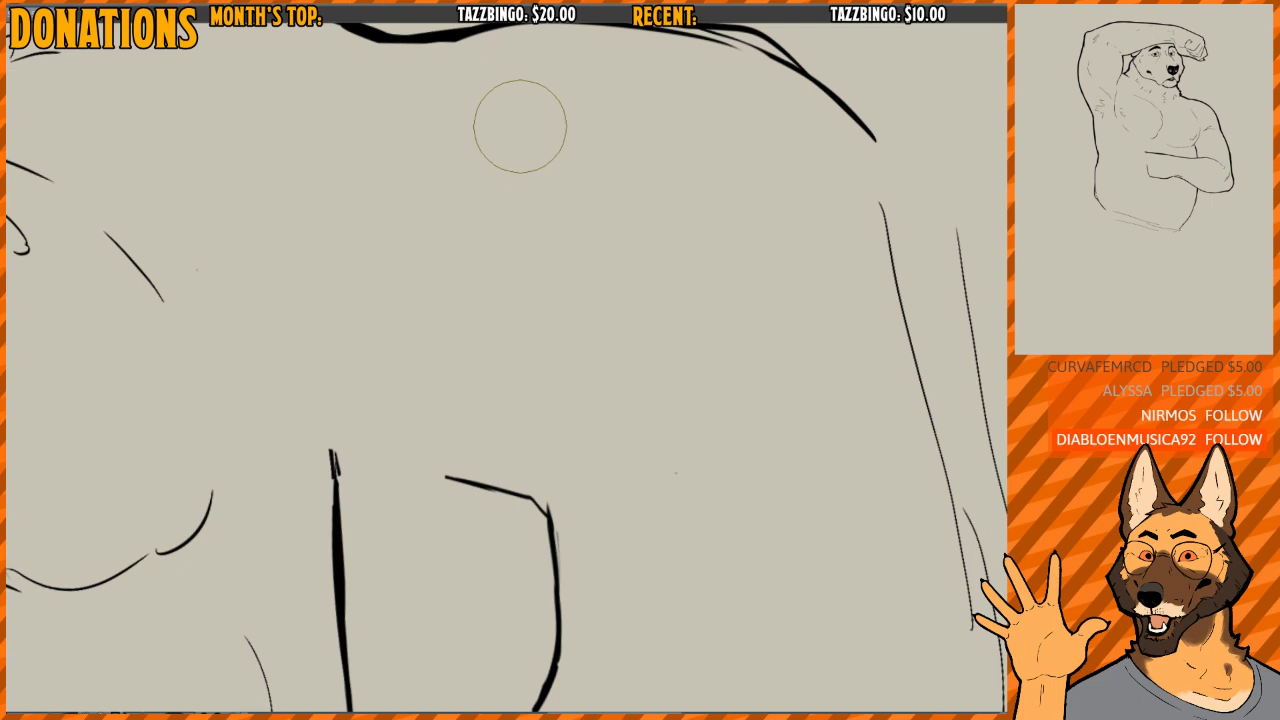 DONATIONS
MONTH'S TOP: TAZZBINGO: $20.00 RECENT: TAZZBINGO: $10.00
CURVAFEMRCD PLEDGED $5.00
ALYSSA PLEDGED $5.00
NIRMOS FOLLOW
DIABLOENMUSICA92 FOLLOW